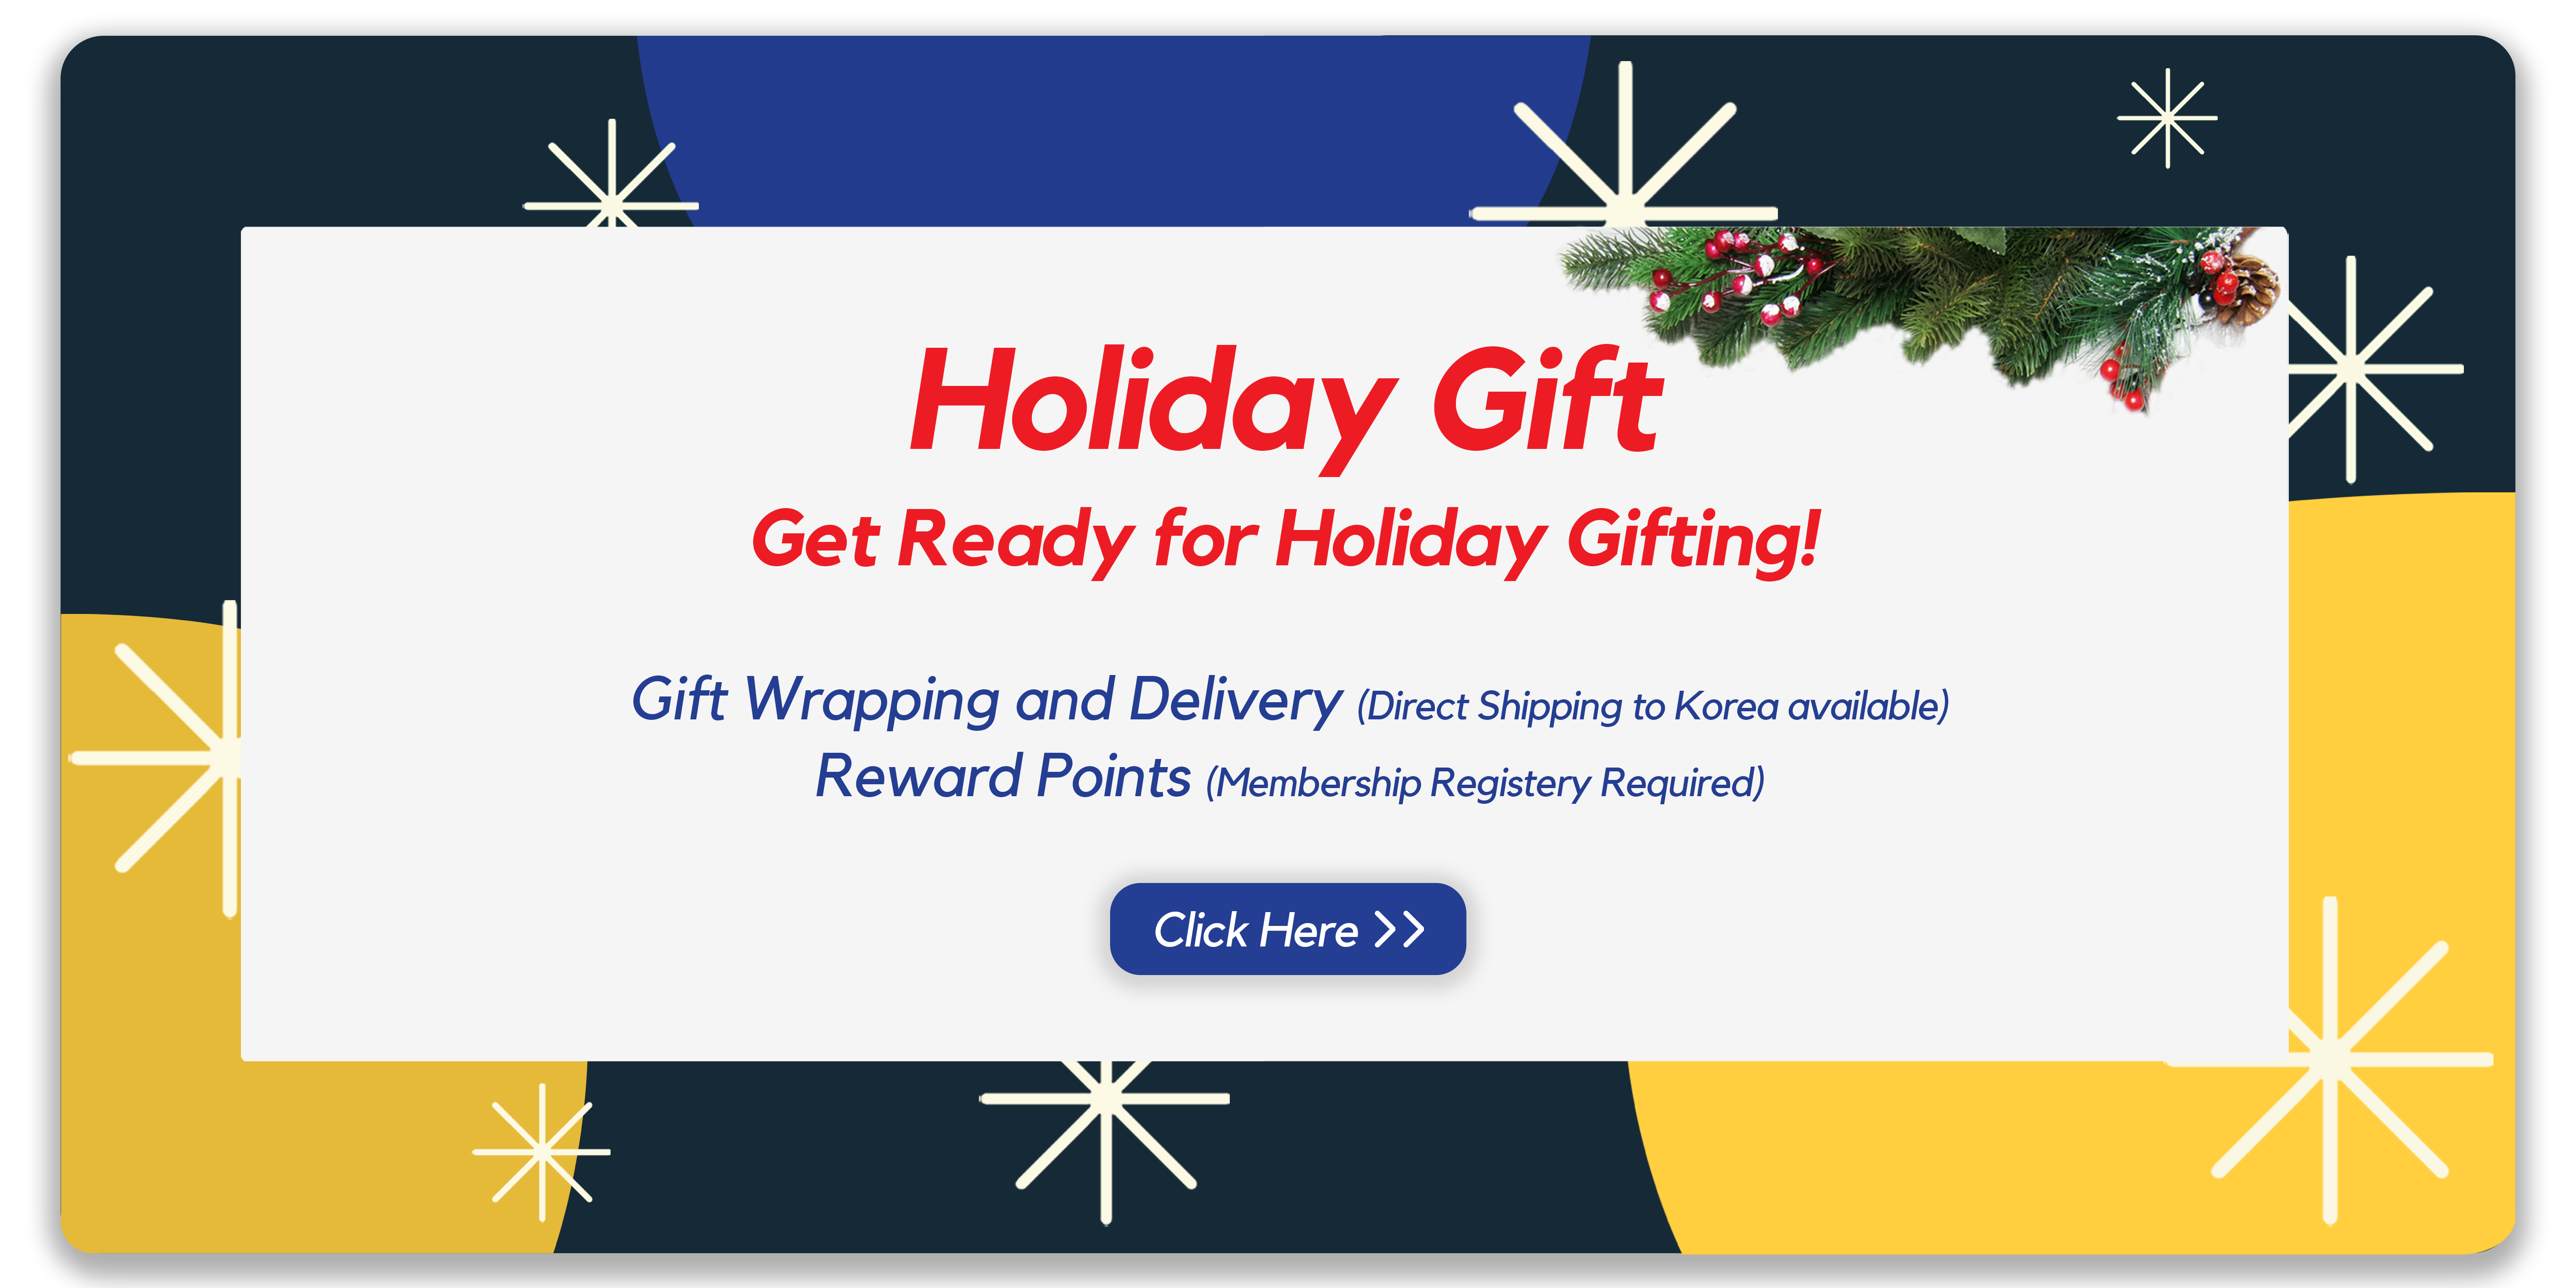 Holiday Gift
Get Ready for Holiday Gifting!
Gift Wrapping and Delivery (Direct Shipping to Korea available)
Reward Points (Membership Registery Required)
Click Here >>